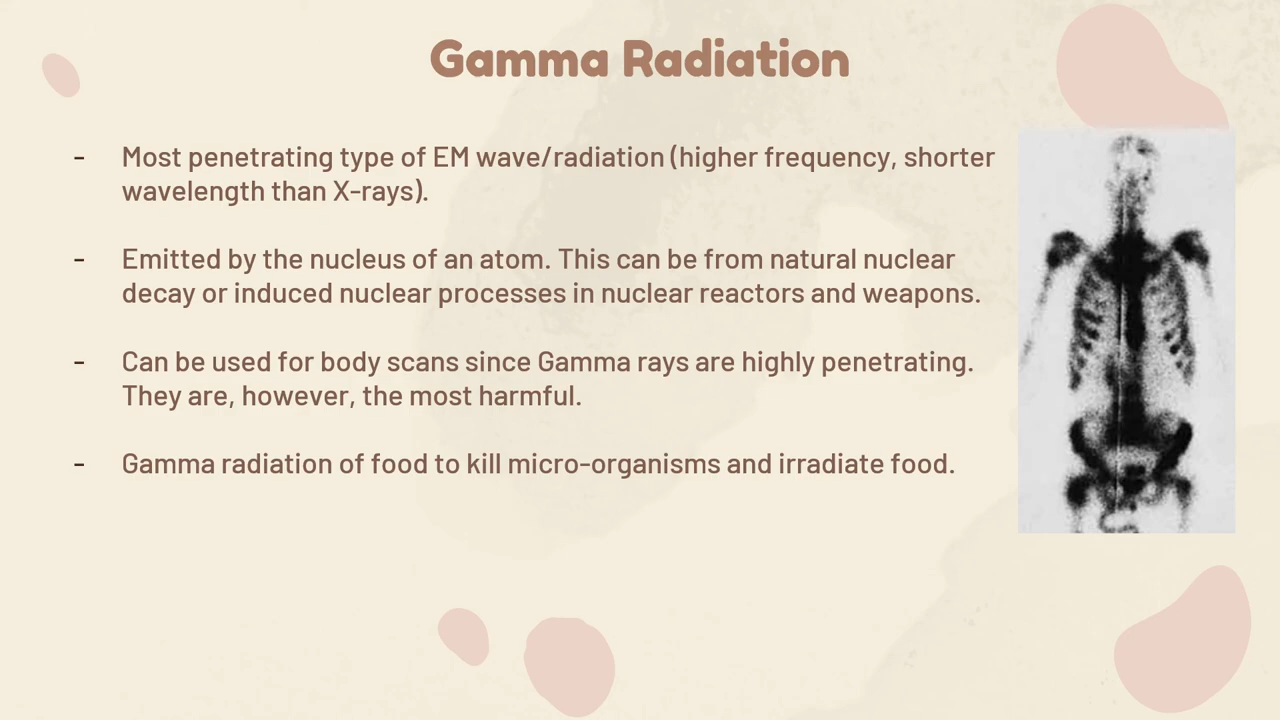 Gamma Radiation
- Most penetrating type of EM wave/radiation (higher frequency, shorter
wavelength than X-rays).
- Emitted by the nucleus of an atom. This can be from natural nuclear
decay or induced nuclear processes in nuclear reactors and weapons.
- Can be used for body scans since Gamma rays are highly penetrating.
They are, however, the most harmful.
- Gamma radiation of food to kill micro-organisms and irradiate food.